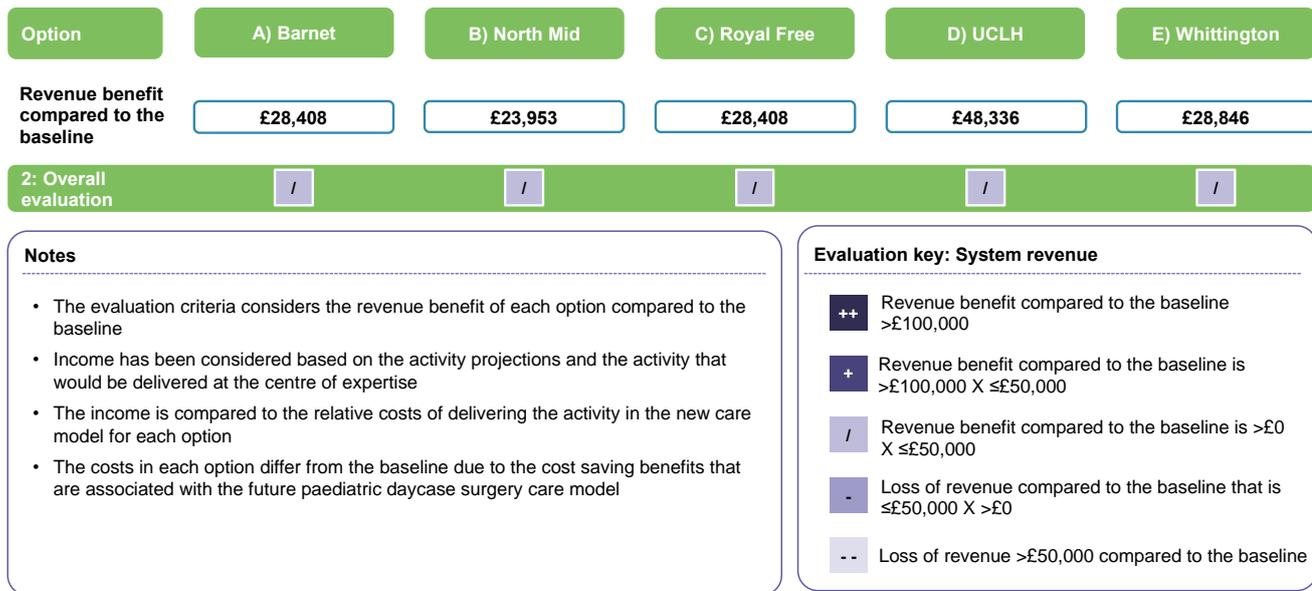 Option
A) Barnet
B) North Mid
C) Royal Free
D) UCLH
E) Whittington
Revenue benefit
compared to the
baseline
£28,408
£23,953
£28,408
£48,336
£28,846
2: Overall
evaluation
/
/
/
/
/
Notes
• The evaluation criteria considers the revenue benefit of each option compared to the
baseline
• Income has been considered based on the activity projections and the activity that
would be delivered at the centre of expertise
• The income is compared to the relative costs of delivering the activity in the new care
model for each option
• The costs in each option differ from the baseline due to the cost saving benefits that
are associated with the future paediatric daycase surgery care model
Evaluation key: System revenue
++ Revenue benefit compared to the baseline
>£100,000
+ Revenue benefit compared to the baseline is
>£100,000 X ≤£50,000
/ Revenue benefit compared to the baseline is >£0
X ≤£50,000
- Loss of revenue compared to the baseline that is
≤£50,000 X >£0
- - Loss of revenue >£50,000 compared to the baseline